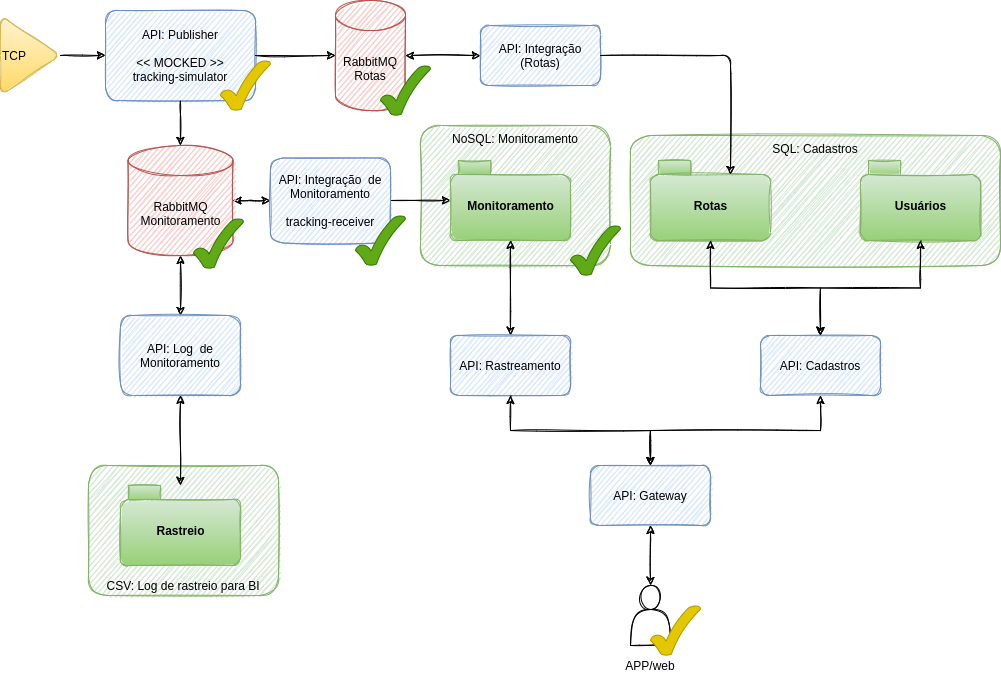 TCP
API: Publisher
<< MOCKED >>
tracking-simulator
RabbitMQ
Rotas
API: Integração
(Rotas)
RabbitMQ
Monitoramento
API: Integração de
Monitoramento
tracking-receiver
NoSQL: Monitoramento
Monitoramento
SQL: Cadastros
Rotas
Usuários
API: Log de
Monitoramento
API: Rastreamento
API: Cadastros
Rastreio
CSV: Log de rastreio para BI
API: Gateway
APP/web